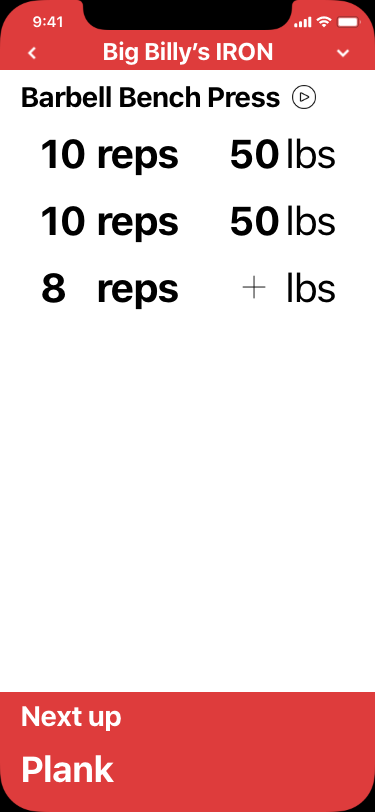 9:41
Big Billy’s IRON
Barbell Bench Press
10 reps 50 lbs
10 reps 50 lbs
8 reps + lbs
Next up
Plank